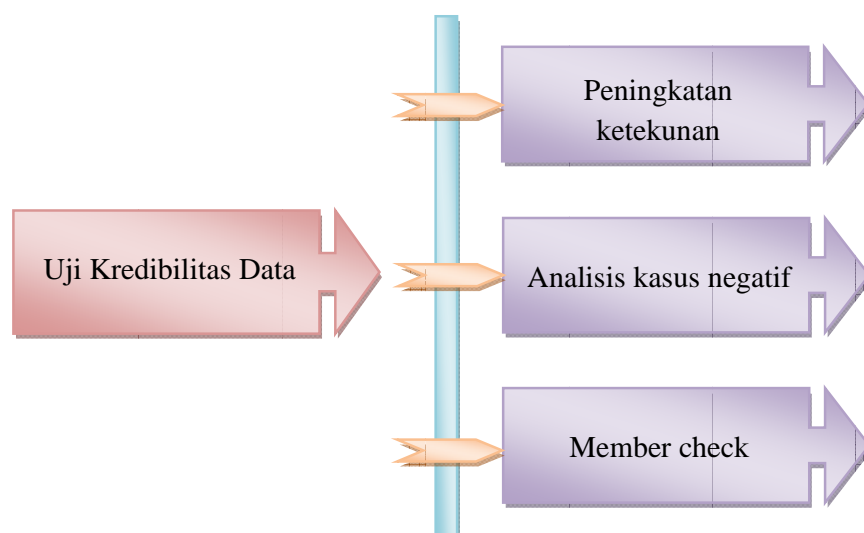 Uji Kredibilitas Data
Peningkatan
ketekunan
Analisis kasus negatif
Member check